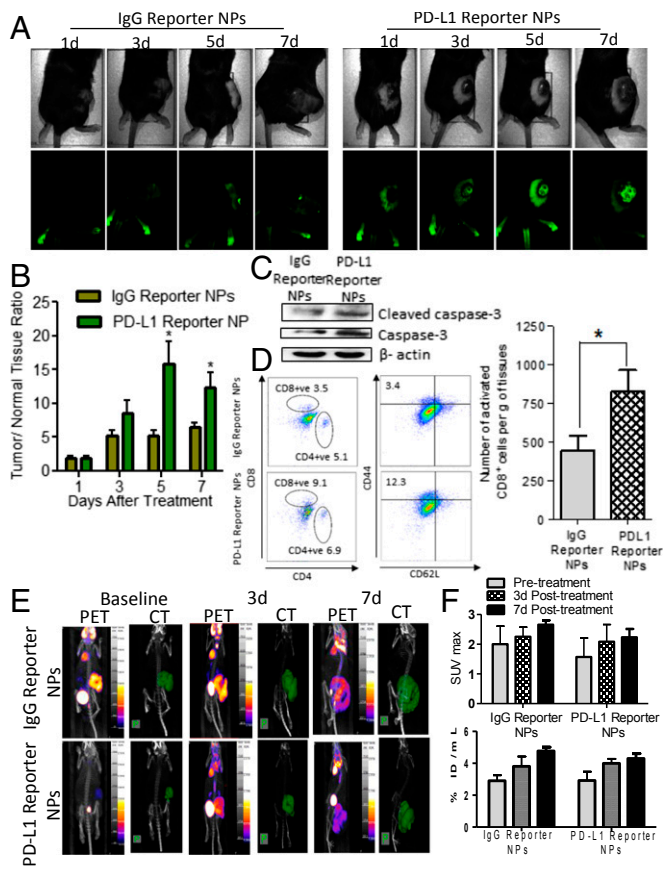 A
IgG Reporter NPs
PD-L1 Reporter NPs
1d 3d 5d 7d
1d 3d 5d 7d
B
Tumor/ Normal Tissue Ratio
25
20
15
10
5
0
IgG Reporter NPs
PD-L1 Reporter NP
*
*
1 3 5 7
Days After Treatment
C
IgG Reporter NPs
PD-L1 Reporter NPs
Cleaved caspase-3
Caspase-3
β- actin
D
IgG Reporter NPs
PD-L1 Reporter NPs
CD8+ve 3.5
CD4+ve 5.1
3.4
CD8
CD44
CD8+ve 9.1
CD4+ve 6.9
12.3
CD4
CD62L
Number of activated
CD8+ cells per g of tissues
1250
1000
750
500
250
0
*
IgG Reporter NPs
PDL1 Reporter NPs
E
Baseline 3d 7d
PET CT PET CT PET CT
IgG Reporter NPs
PD-L1 Reporter NPs
F
Pre-treatment
3d Post-treatment
7d Post-treatment
SUV max
3
2
1
0
IgG Reporter NPs
PD-L1 Reporter NPs
% ID / mL
6
4
2
0
IgG Reporter NPs
PD-L1 Reporter NPs